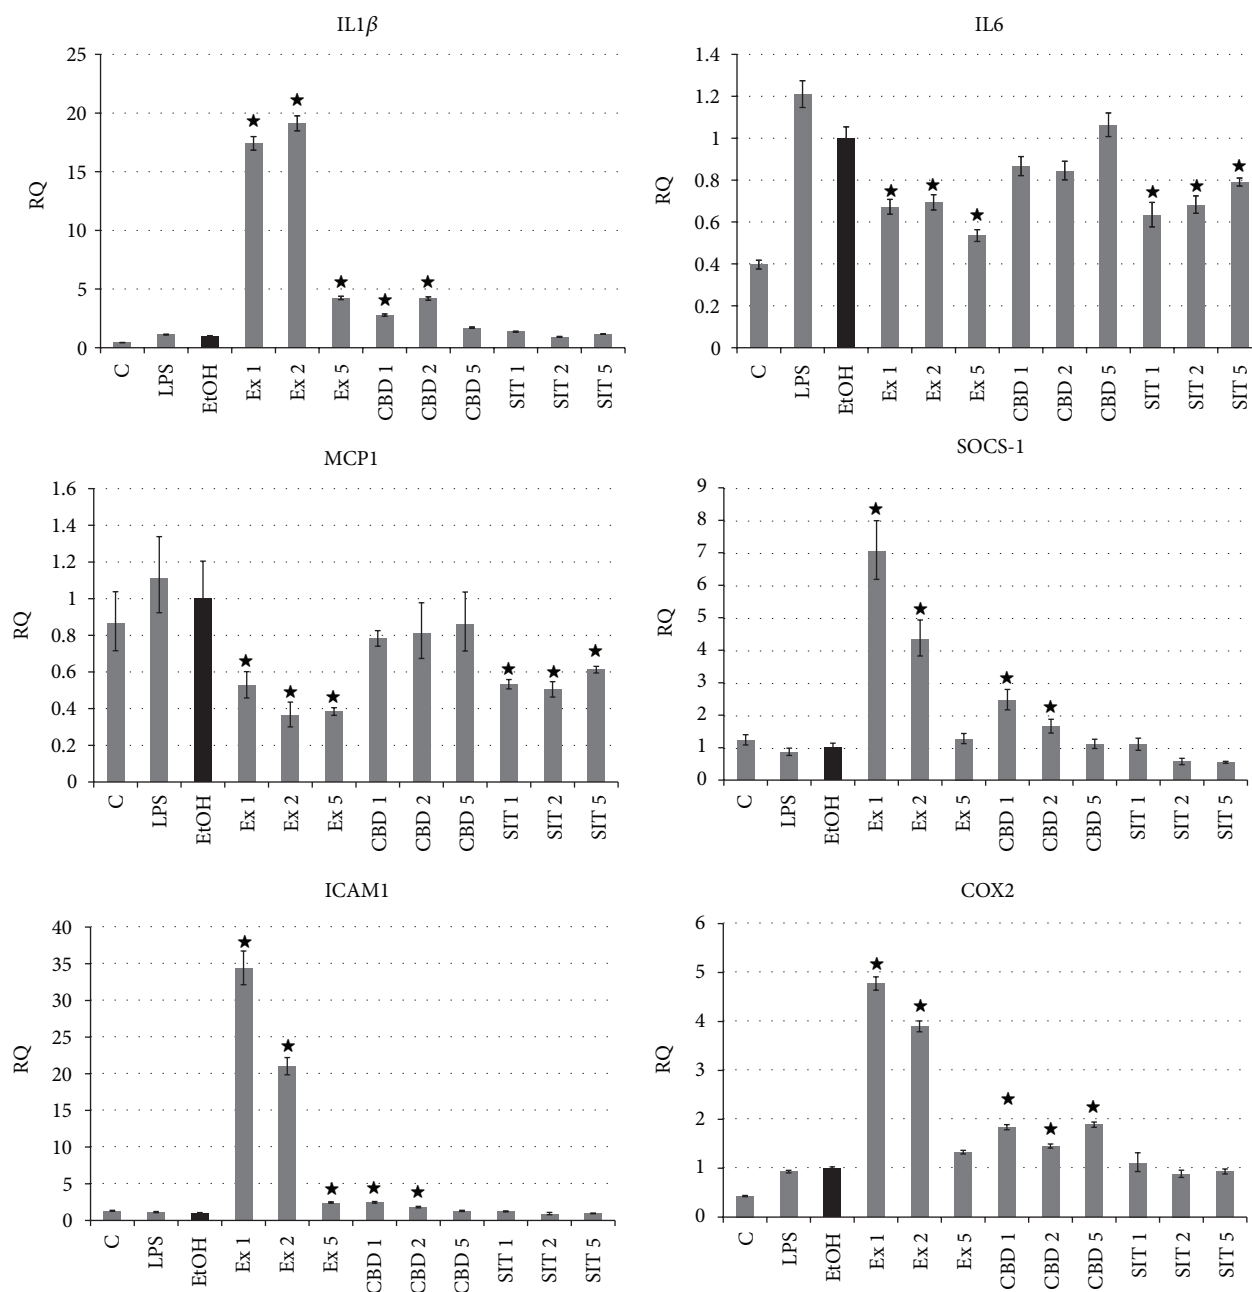 IL1β
25
20
15
10
5
0
RQ
C
LPS
EtOH
Ex 1
Ex 2
Ex 5
CBD 1
CBD 2
CBD 5
SIT 1
SIT 2
SIT 5
IL6
1.4
1.2
1
0.8
0.6
0.4
0.2
0
RQ
C
LPS
EtOH
Ex 1
Ex 2
Ex 5
CBD 1
CBD 2
CBD 5
SIT 1
SIT 2
SIT 5
MCP1
1.6
1.4
1.2
1
0.8
0.6
0.4
0.2
0
RQ
C
LPS
EtOH
Ex 1
Ex 2
Ex 5
CBD 1
CBD 2
CBD 5
SIT 1
SIT 2
SIT 5
SOCS-1
9
8
7
6
5
4
3
2
1
0
RQ
C
LPS
EtOH
Ex 1
Ex 2
Ex 5
CBD 1
CBD 2
CBD 5
SIT 1
SIT 2
SIT 5
ICAM1
40
35
30
25
20
15
10
5
0
RQ
C
LPS
EtOH
Ex 1
Ex 2
Ex 5
CBD 1
CBD 2
CBD 5
SIT 1
SIT 2
SIT 5
COX2
6
5
4
3
2
1
0
RQ
C
LPS
EtOH
Ex 1
Ex 2
Ex 5
CBD 1
CBD 2
CBD 5
SIT 1
SIT 2
SIT 5